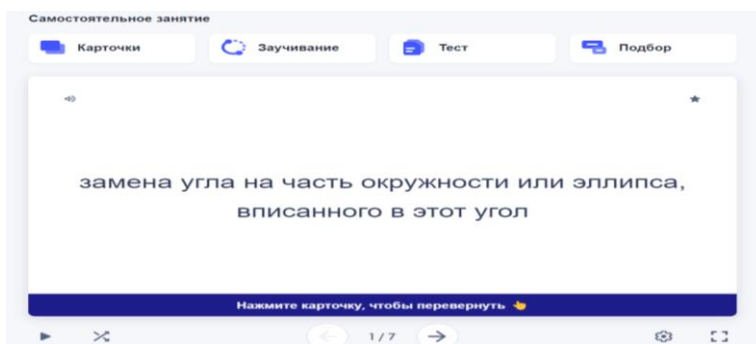 Самостоятельное занятие
Карточки Заучивание Тест Подбор
замена угла на часть окружности или эллипса,
вписанного в этот угол
Нажмите карточку, чтобы перевернуть 👆
1/7